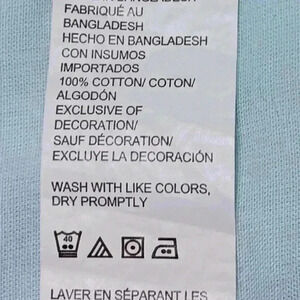 FABRIQUÉ AU
BANGLADESH
HECHO EN BANGLADESH
CON INSUMOS
IMPORTADOS
100% COTTON/ COTON/
ALGODÓN
EXCLUSIVE OF
DECORATION/
SAUF DÉCORATION/
EXCLUYE LA DECORACIÓN
WASH WITH LIKE COLORS,
DRY PROMPTLY
40
LAVER EN SÉPARANT LES